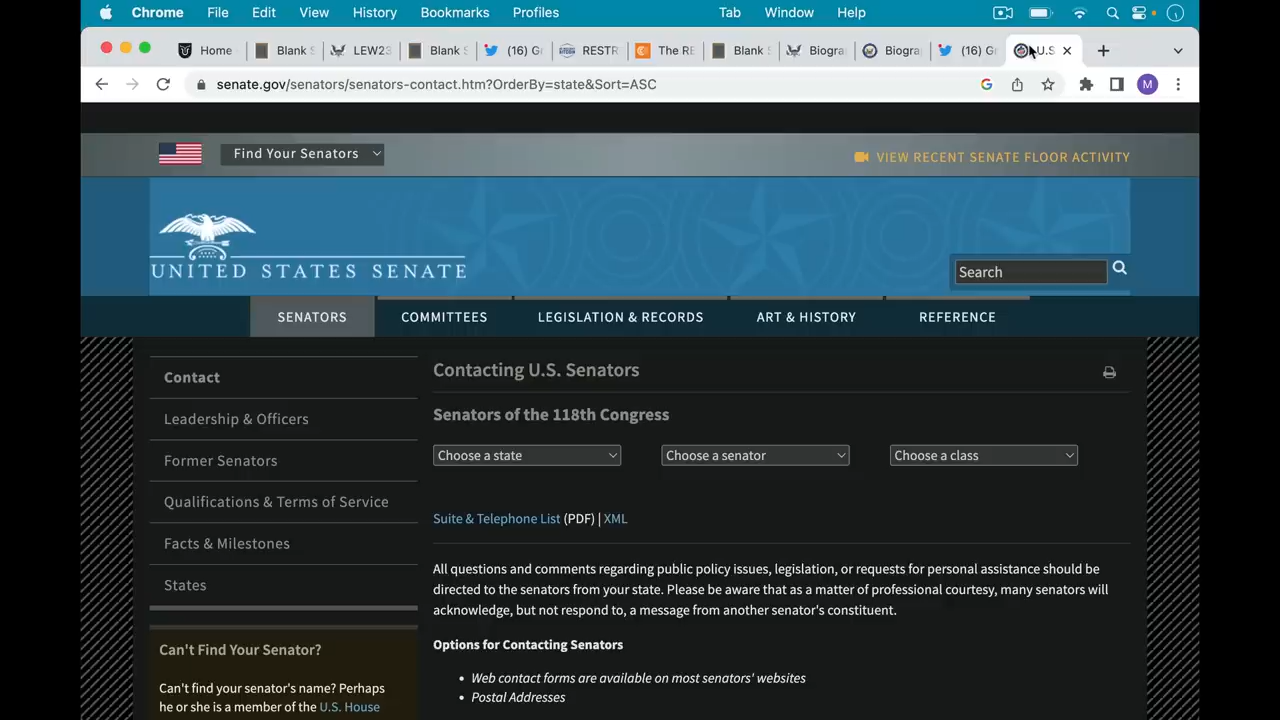 Chrome File Edit View History Bookmarks Profiles Tab Window Help
Home Blank S LEW23 Blank S (16) G RESTR The RE Blank S Biogra Biogra (16) G U.S
senate.gov/senators/senators-contact.htm?OrderBy=state&Sort=ASC M
Find Your Senators VIEW RECENT SENATE FLOOR ACTIVITY
UNITED STATES SENATE
Search
SENATORS COMMITTEES LEGISLATION & RECORDS ART & HISTORY REFERENCE
Contact
Leadership & Officers
Former Senators
Qualifications & Terms of Service
Facts & Milestones
States
Can't Find Your Senator?
Can't find your senator's name? Perhaps
he or she is a member of the U.S. House
Contacting U.S. Senators
Senators of the 118th Congress
Choose a state Choose a senator Choose a class
Suite & Telephone List (PDF) | XML
All questions and comments regarding public policy issues, legislation, or requests for personal assistance should be
directed to the senators from your state. Please be aware that as a matter of professional courtesy, many senators will
acknowledge, but not respond to, a message from another senator's constituent.
Options for Contacting Senators
• Web contact forms are available on most senators' websites
• Postal Addresses